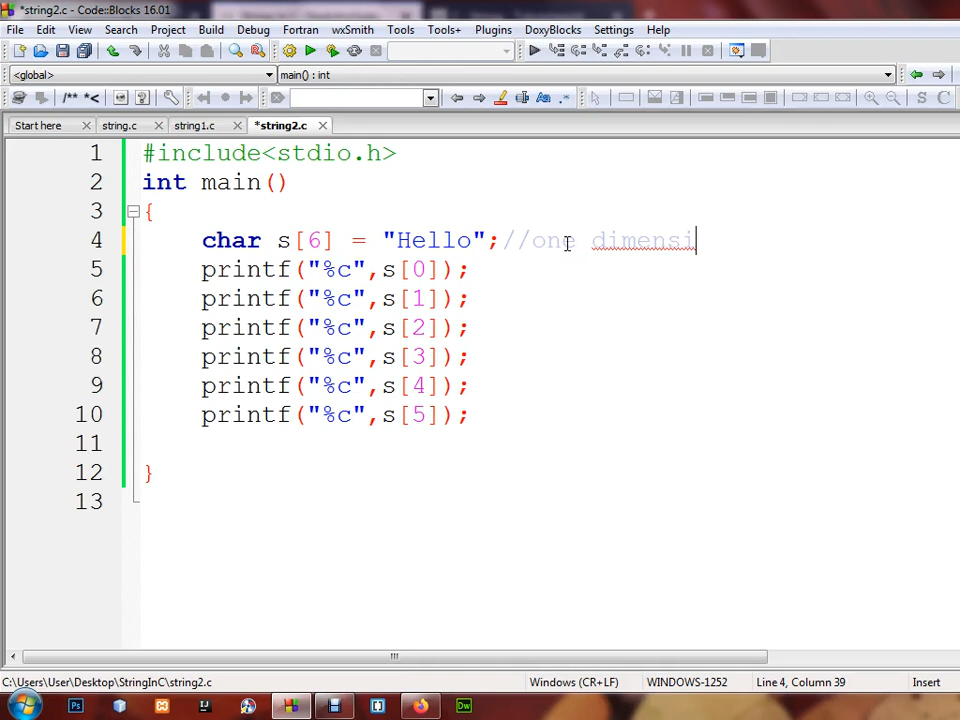 *string2.c - Code::Blocks 16.01
File Edit View Search Project Build Debug Fortran wxSmith Tools Tools+ Plugins DoxyBlocks Settings Help
<global> main() : int
/** *<
Start here string.c string1.c *string2.c
1 #include<stdio.h>
2 int main()
3 {
4 char s[6] = "Hello";//one dimensi
5 printf("%c",s[0]);
6 printf("%c",s[1]);
7 printf("%c",s[2]);
8 printf("%c",s[3]);
9 printf("%c",s[4]);
10 printf("%c",s[5]);
11
12 }
13
C:\Users\User\Desktop\StringInC\string2.c Windows (CR+LF) WINDOWS-1252 Line 4, Column 39 Insert
Ps Dw